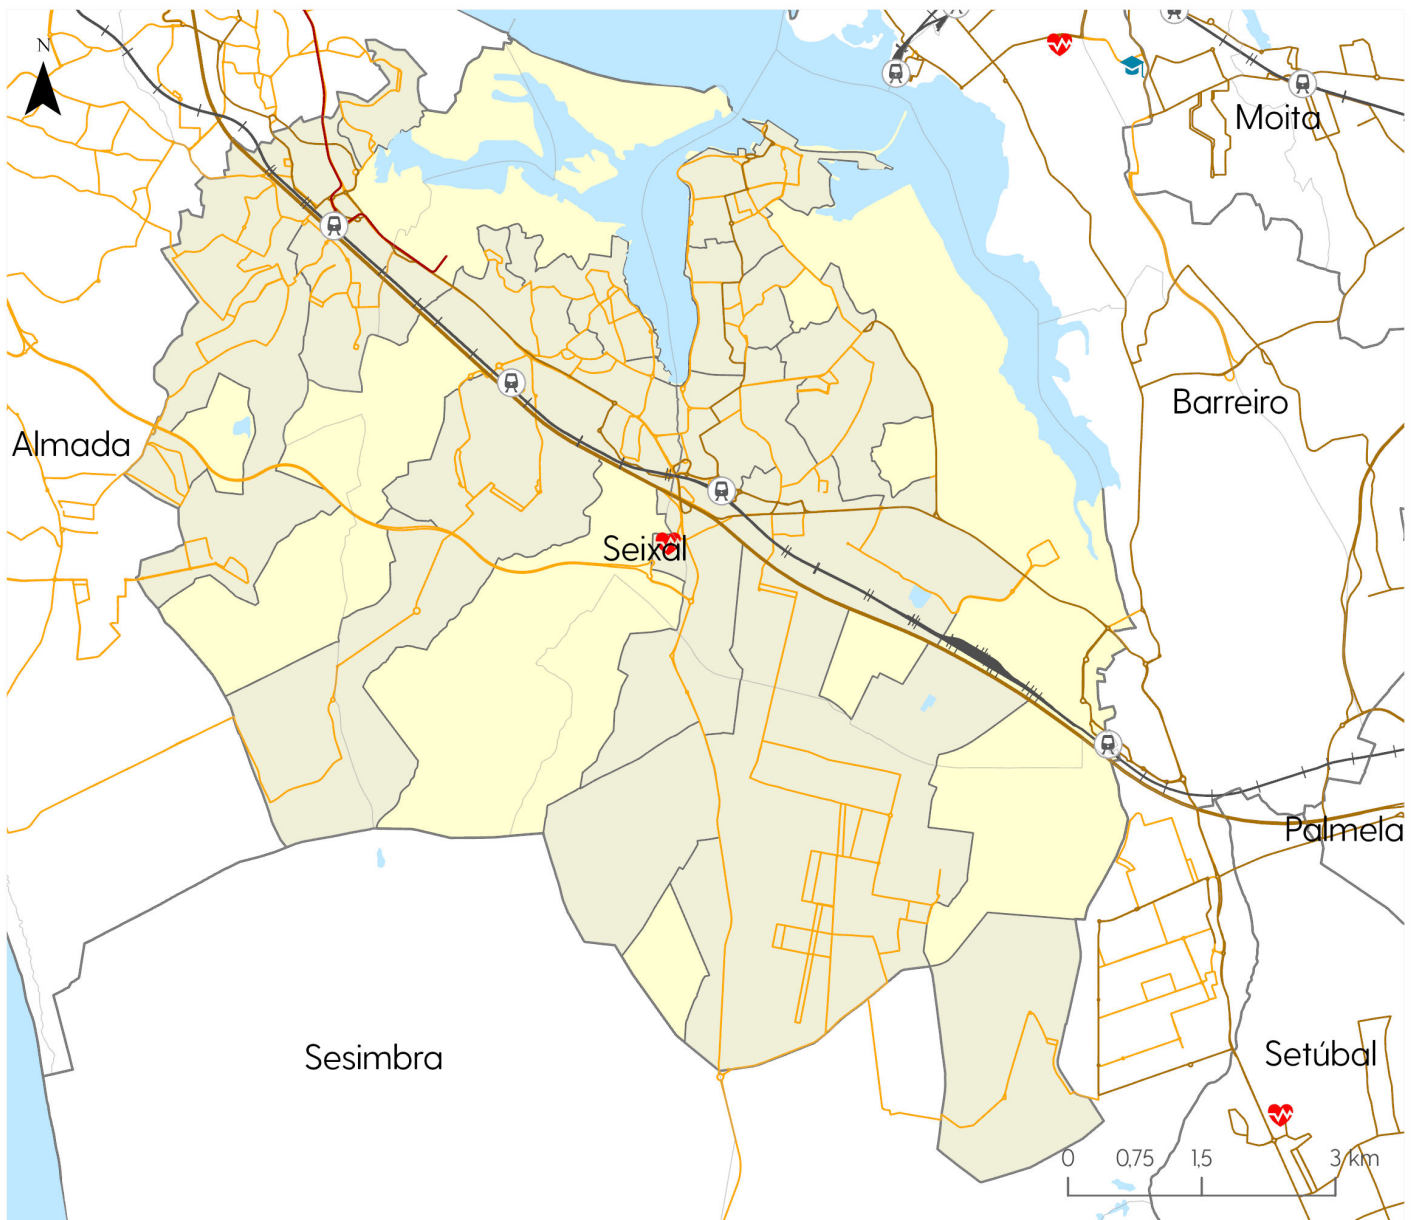 N
Moita
Barreiro
Almada
Seixal
Palmela
Sesimbra
Setúbal
0 0,75 1,5 3 km